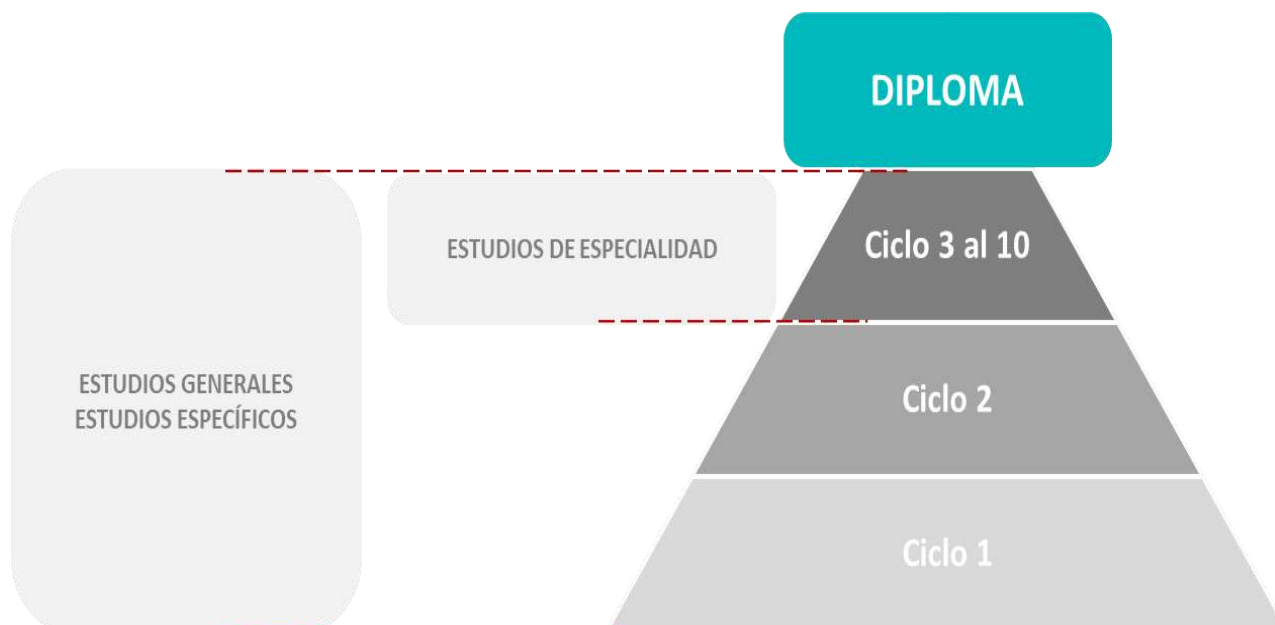 DIPLOMA
ESTUDIOS DE ESPECIALIDAD
Ciclo 3 al 10
ESTUDIOS GENERALES
ESTUDIOS ESPECÍFICOS
Ciclo 2
Ciclo 1